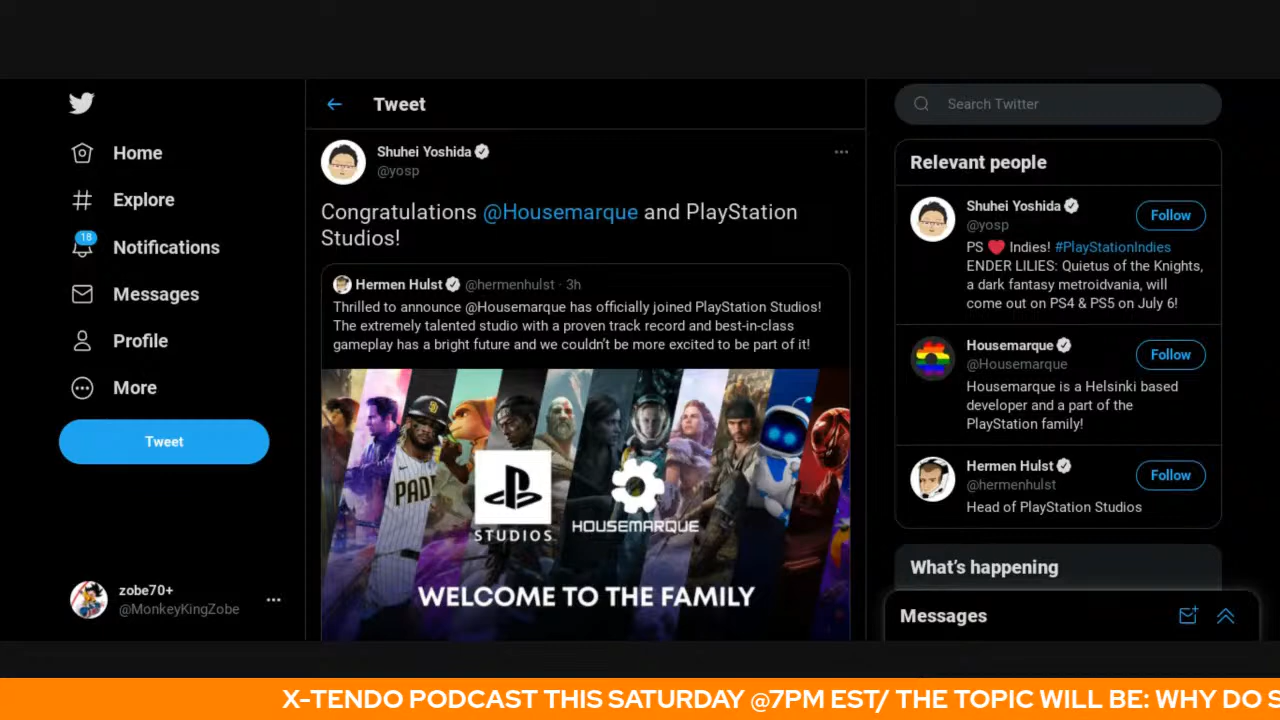 Home
Explore
18
Notifications
Messages
Profile
More
Tweet
zobe70+
@MonkeyKingZobe
Tweet
Shuhei Yoshida
@yosp
Congratulations @Housemarque and PlayStation
Studios!
Hermen Hulst @hermenhulst · 3h
Thrilled to announce @Housemarque has officially joined PlayStation Studios!
The extremely talented studio with a proven track record and best-in-class
gameplay has a bright future and we couldn't be more excited to be part of it!
PAD
STUDIOS
HOUSEMARQUE
WELCOME TO THE FAMILY
Search Twitter
Relevant people
Shuhei Yoshida
@yosp
Follow
PS ❤️ Indies! #PlayStationIndies
ENDER LILIES: Quietus of the Knights,
a dark fantasy metroidvania, will
come out on PS4 & PS5 on July 6!
Housemarque
@Housemarque
Follow
Housemarque is a Helsinki based
developer and a part of the
PlayStation family!
Hermen Hulst
@hermenhulst
Follow
Head of PlayStation Studios
What's happening
Messages
X-TENDO PODCAST THIS SATURDAY @7PM EST/ THE TOPIC WILL BE: WHY DO S